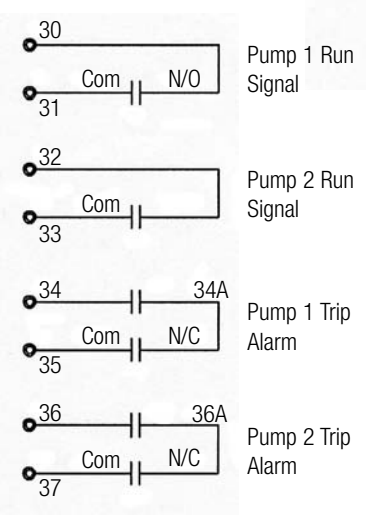 30
Com N/O
31
Pump 1 Run
Signal
32
Com
33
Pump 2 Run
Signal
34 34A
Com N/C
35
Pump 1 Trip
Alarm
36 36A
Com N/C
37
Pump 2 Trip
Alarm